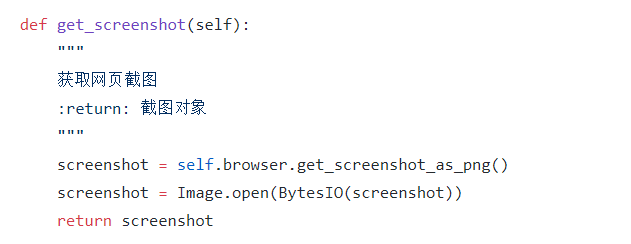 def get_screenshot(self):
    """
    获取网页截图
    :return: 截图对象
    """
    screenshot = self.browser.get_screenshot_as_png()
    screenshot = Image.open(BytesIO(screenshot))
    return screenshot